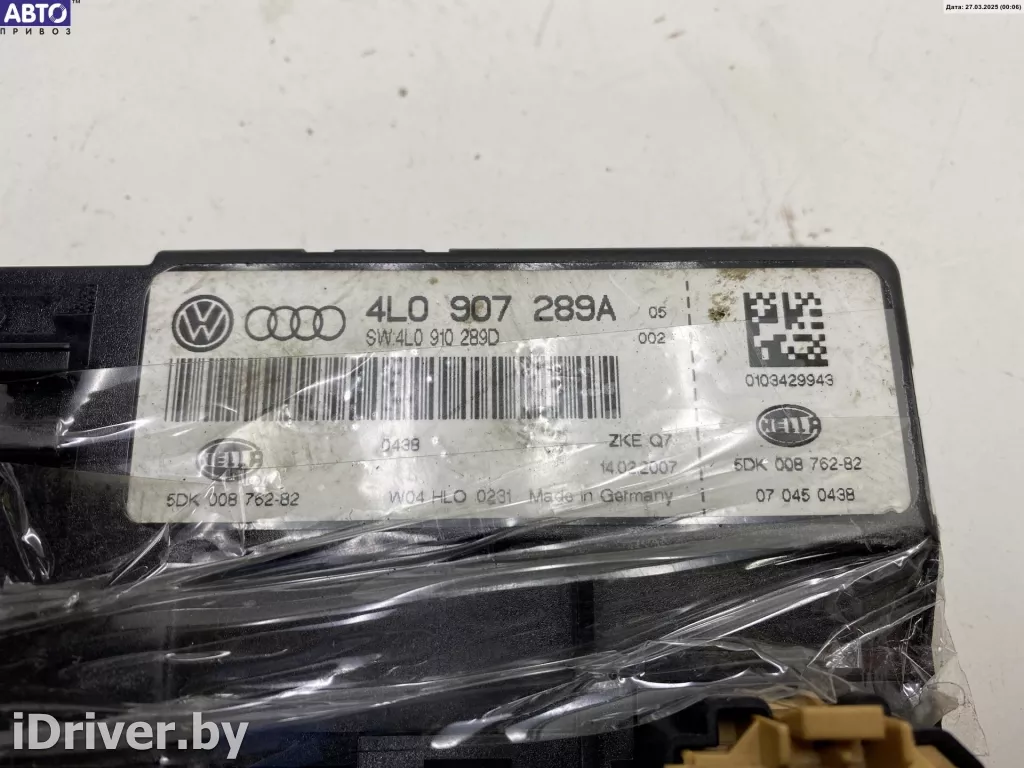 АВТО™
ПРИВОЗ
Дата: 27.03.2025 (00:06)
4L0 907 289A 05
SW:4L0 910 289D 002
0103429943
0438 ZKE Q7
HELLA HELLA
14.02.2007 5DK 008 762-82
5DK 008 762-82 W04 HLO 0231 Made in Germany 07 045 0438
iDriver.by